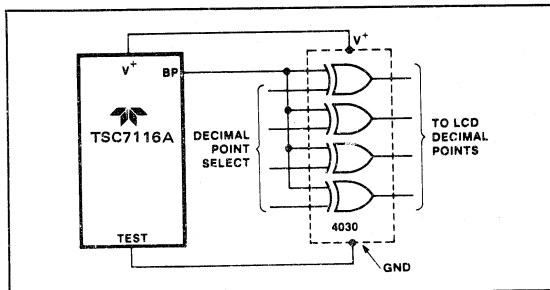 V+
V+ BP
TSC7116A
DECIMAL
POINT
SELECT
TO LCD
DECIMAL
POINTS
4030
TEST
GND